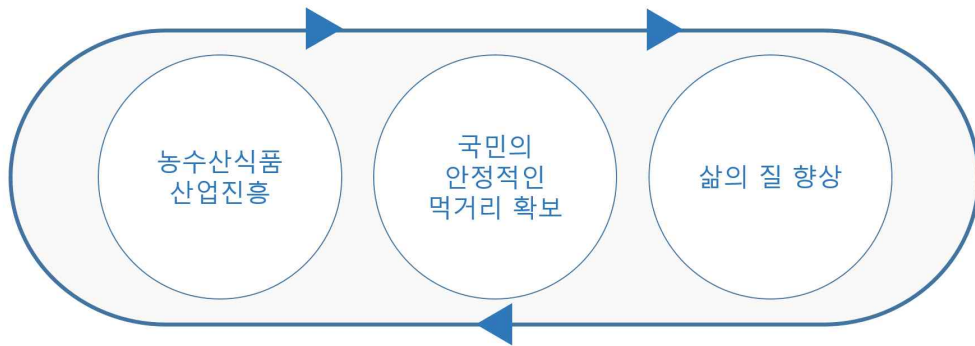 농수산식품
산업진흥
국민의
안정적인
먹거리 확보
삶의 질 향상